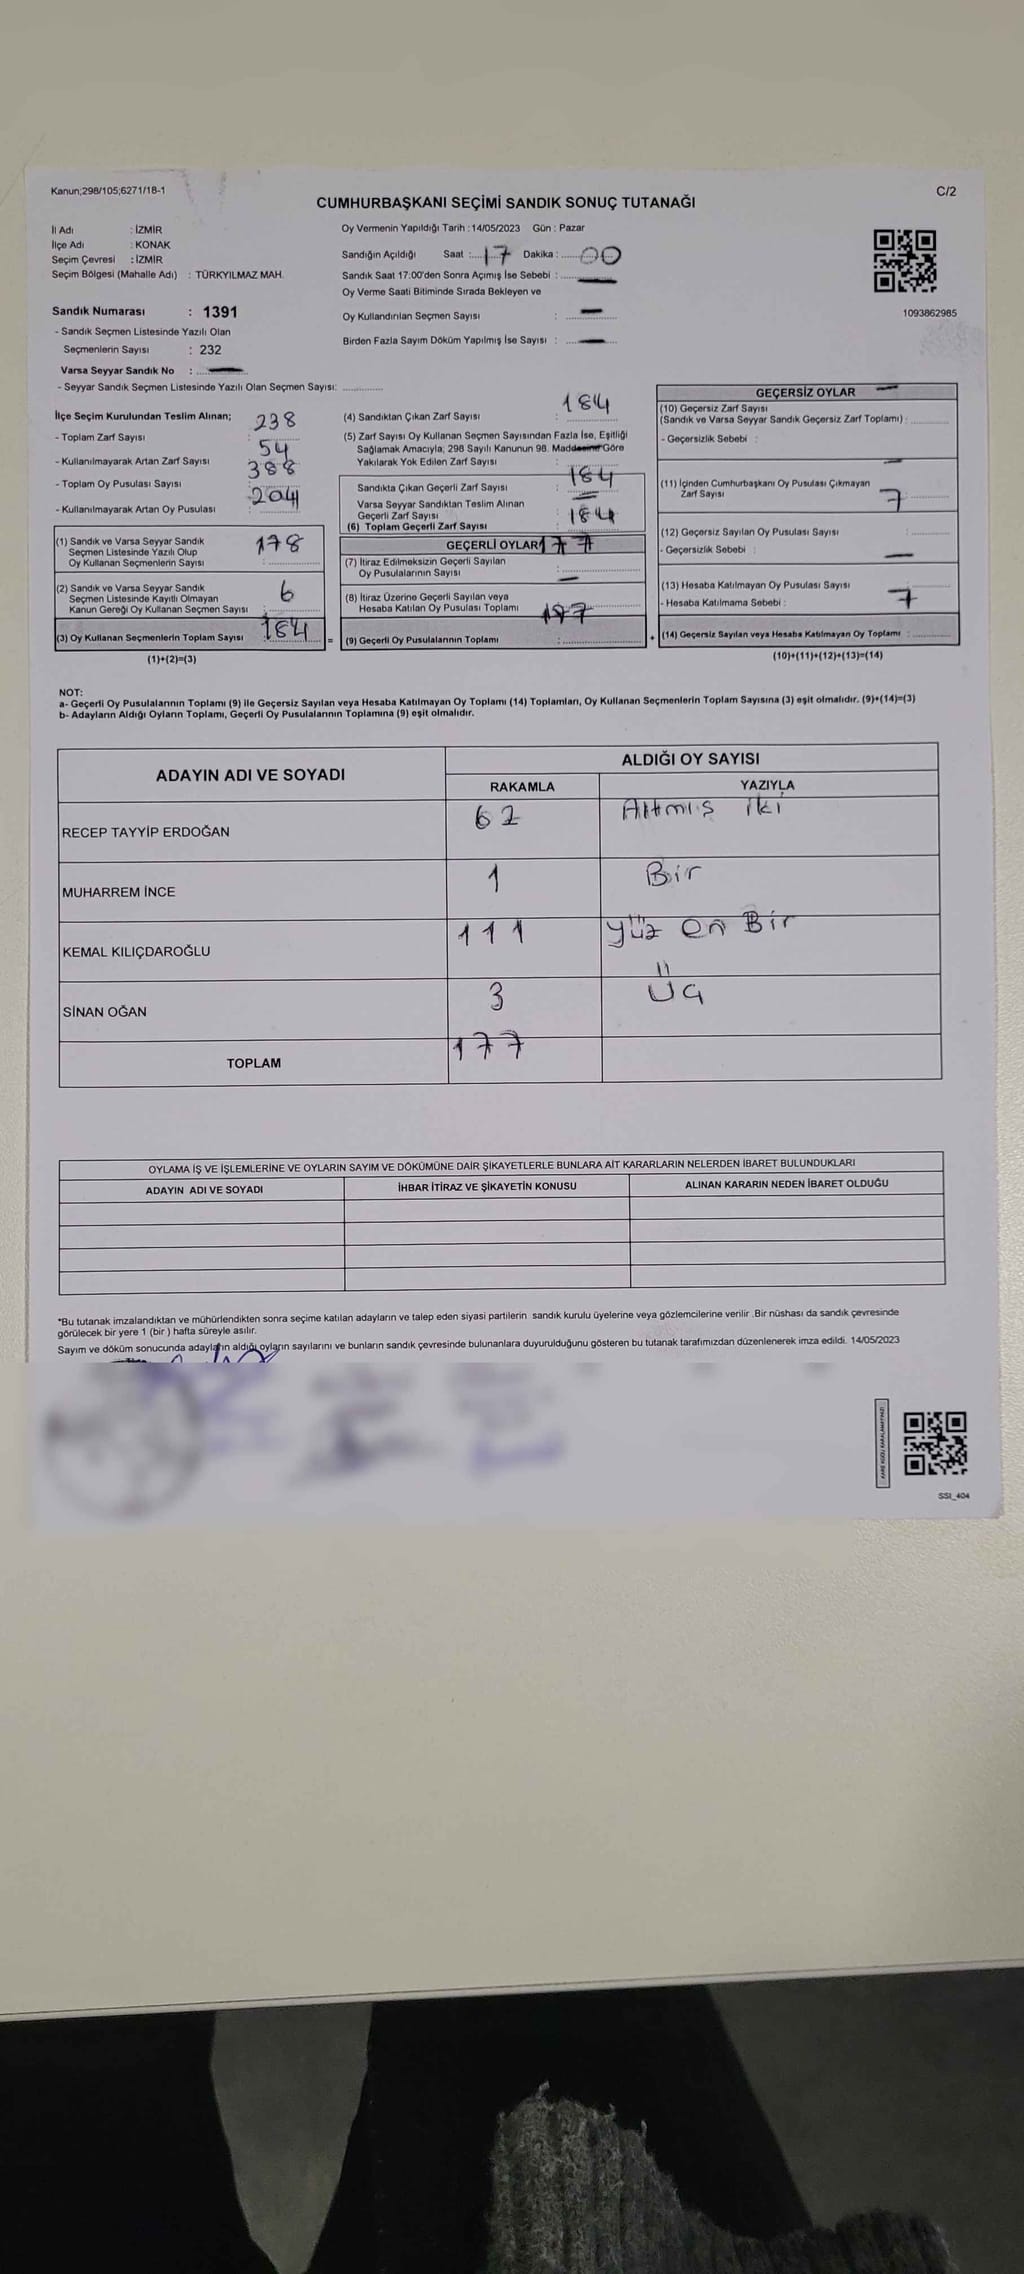 Kanun;298/105;6271/18-1
C/2
CUMHURBAŞKANI SEÇİMİ SANDIK SONUÇ TUTANAĞI
İl Adı : İZMİR
İlçe Adı : KONAK
Seçim Çevresi : İZMİR
Seçim Bölgesi (Mahalle Adı) : TÜRKYILMAZ MAH.
Oy Vermenin Yapıldığı Tarih : 14/05/2023 Gün : Pazar
Sandığın Açıldığı Saat : 17 Dakika : 00
Sandık Saat 17:00'den Sonra Açımış İse Sebebi : —
Oy Verme Saati Bitiminde Sırada Bekleyen ve
Oy Kullandırılan Seçmen Sayısı : —
Birden Fazla Sayım Döküm Yapılmış İse Sayısı : —
1093862985
Sandık Numarası : 1391
- Sandık Seçmen Listesinde Yazılı Olan
Seçmenlerin Sayısı : 232
Varsa Seyyar Sandık No : —
- Seyyar Sandık Seçmen Listesinde Yazılı Olan Seçmen Sayısı:
İlçe Seçim Kurulundan Teslim Alınan;
- Toplam Zarf Sayısı : 238
- Kullanılmayarak Artan Zarf Sayısı : 54
- Toplam Oy Pusulası Sayısı : 388
- Kullanılmayarak Artan Oy Pusulası : 204
(1) Sandık ve Varsa Seyyar Sandık
Seçmen Listesinde Yazılı Olup
Oy Kullanan Seçmenlerin Sayısı : 178
(2) Sandık ve Varsa Seyyar Sandık
Seçmen Listesinde Kayıtlı Olmayan
Kanun Gereği Oy Kullanan Seçmen Sayısı : 6
(3) Oy Kullanan Seçmenlerin Toplam Sayısı : 184 =
(1)+(2)=(3)
(4) Sandıktan Çıkan Zarf Sayısı : 184
(5) Zarf Sayısı Oy Kullanan Seçmen Sayısından Fazla İse, Eşitliği
Sağlamak Amacıyla; 298 Sayılı Kanunun 98. Maddesine Göre
Yakılarak Yok Edilen Zarf Sayısı : —
Sandıkta Çıkan Geçerli Zarf Sayısı : 184
Varsa Seyyar Sandıktan Teslim Alınan
Geçerli Zarf Sayısı : —
(6) Toplam Geçerli Zarf Sayısı : 184
GEÇERLİ OYLAR
(7) İtiraz Edilmeksizin Geçerli Sayılan
Oy Pusulalarının Sayısı : 177
(8) İtiraz Üzerine Geçerli Sayılan veya
Hesaba Katılan Oy Pusulası Toplamı : —
(9) Geçerli Oy Pusulalarının Toplamı : 177 +
GEÇERSİZ OYLAR
(10) Geçersiz Zarf Sayısı
(Sandık ve Varsa Seyyar Sandık Geçersiz Zarf Toplamı) : —
- Geçersizlik Sebebi :
(11) İçinden Cumhurbaşkanı Oy Pusulası Çıkmayan
Zarf Sayısı : —
(12) Geçersiz Sayılan Oy Pusulası Sayısı : 7
- Geçersizlik Sebebi :
(13) Hesaba Katılmayan Oy Pusulası Sayısı : —
- Hesaba Katılmama Sebebi :
(14) Geçersiz Sayılan veya Hesaba Katılmayan Oy Toplamı : 7
(10)+(11)+(12)+(13)=(14)
NOT:
a- Geçerli Oy Pusulalarının Toplamı (9) ile Geçersiz Sayılan veya Hesaba Katılmayan Oy Toplamı (14) Toplamları, Oy Kullanan Seçmenlerin Toplam Sayısına (3) eşit olmalıdır. (9)+(14)=(3)
b- Adayların Aldığı Oyların Toplamı, Geçerli Oy Pusulalarının Toplamına (9) eşit olmalıdır.
ADAYIN ADI VE SOYADI ALDIĞI OY SAYISI
RAKAMLA YAZIYLA
RECEP TAYYİP ERDOĞAN 62 Altmış iki
MUHARREM İNCE 1 Bir
KEMAL KILIÇDAROĞLU 111 Yüz on Bir
SİNAN OĞAN 3 Üç
TOPLAM 177
OYLAMA İŞ VE İŞLEMLERİNE VE OYLARIN SAYIM VE DÖKÜMÜNE DAİR ŞİKAYETLERLE BUNLARA AİT KARARLARIN NELERDEN İBARET BULUNDUKLARI
ADAYIN ADI VE SOYADI İHBAR İTİRAZ VE ŞİKAYETİN KONUSU ALINAN KARARIN NEDEN İBARET OLDUĞU
*Bu tutanak imzalandıktan ve mühürlendikten sonra seçime katılan adayların ve talep eden siyasi partilerin sandık kurulu üyelerine veya gözlemcilerine verilir .Bir nüshası da sandık çevresinde
görülecek bir yere 1 (bir ) hafta süreyle asılır.
Sayım ve döküm sonucunda adayların aldığı oyların sayılarını ve bunların sandık çevresinde bulunanlara duyurulduğunu gösteren bu tutanak tarafımızdan düzenlenerek imza edildi. 14/05/2023
KARE KODU KARALAMAYINIZ!
SSI_404